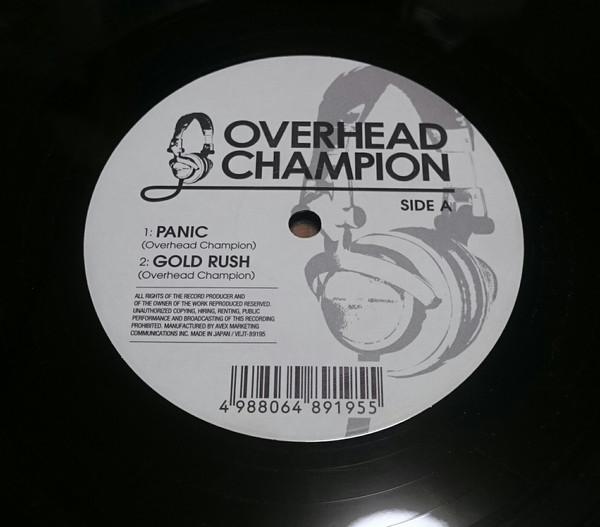 OVERHEAD
CHAMPION
SIDE A
1: PANIC
(Overhead Champion)
2: GOLD RUSH
(Overhead Champion)
ALL RIGHTS OF THE RECORD PRODUCER AND
OF THE OWNER OF THE WORK REPRODUCED RESERVED.
UNAUTHORIZED COPYING, HIRING, RENTING, PUBLIC
PERFORMANCE AND BROADCASTING OF THIS RECORDING
PROHIBITED. MANUFACTURED BY AVEX MARKETING
COMMUNICATIONS INC. MADE IN JAPAN / VEJT-89195
4 988064 891955